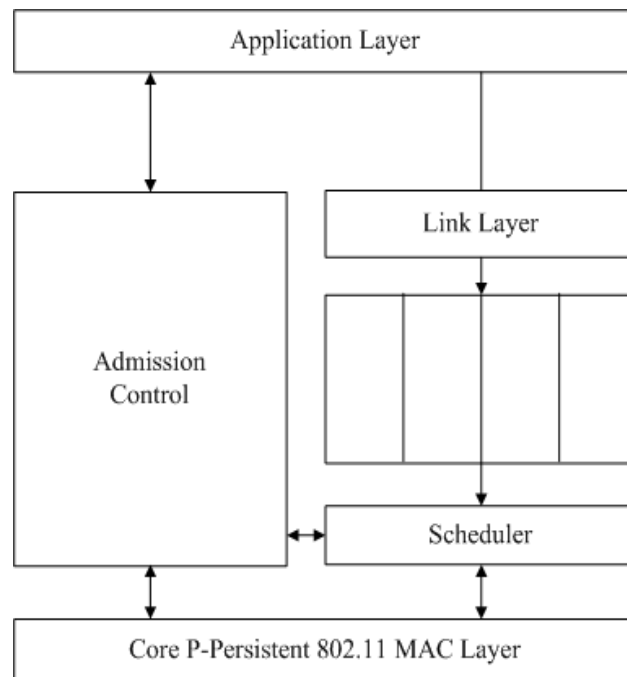 Application Layer
Link Layer
Admission
Control
Scheduler
Core P-Persistent 802.11 MAC Layer